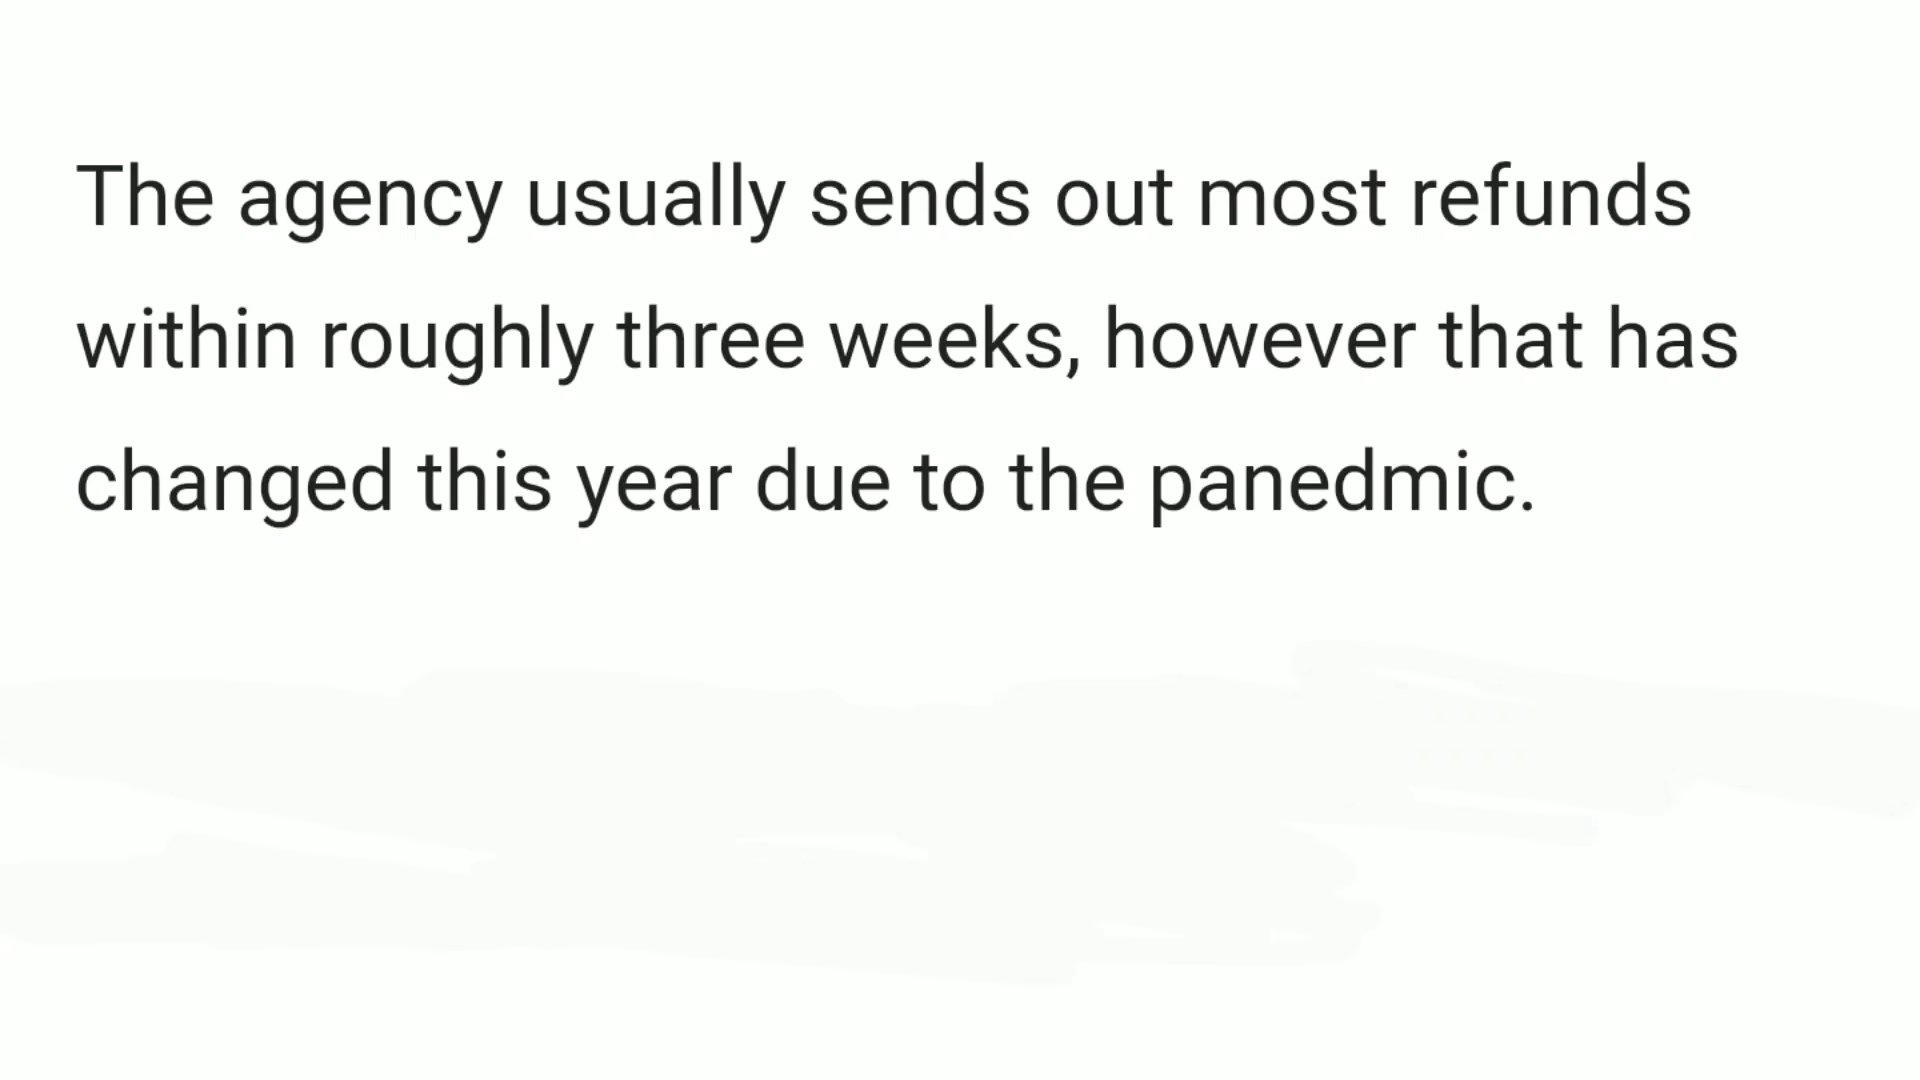 The agency usually sends out most refunds
within roughly three weeks, however that has
changed this year due to the panedmic.